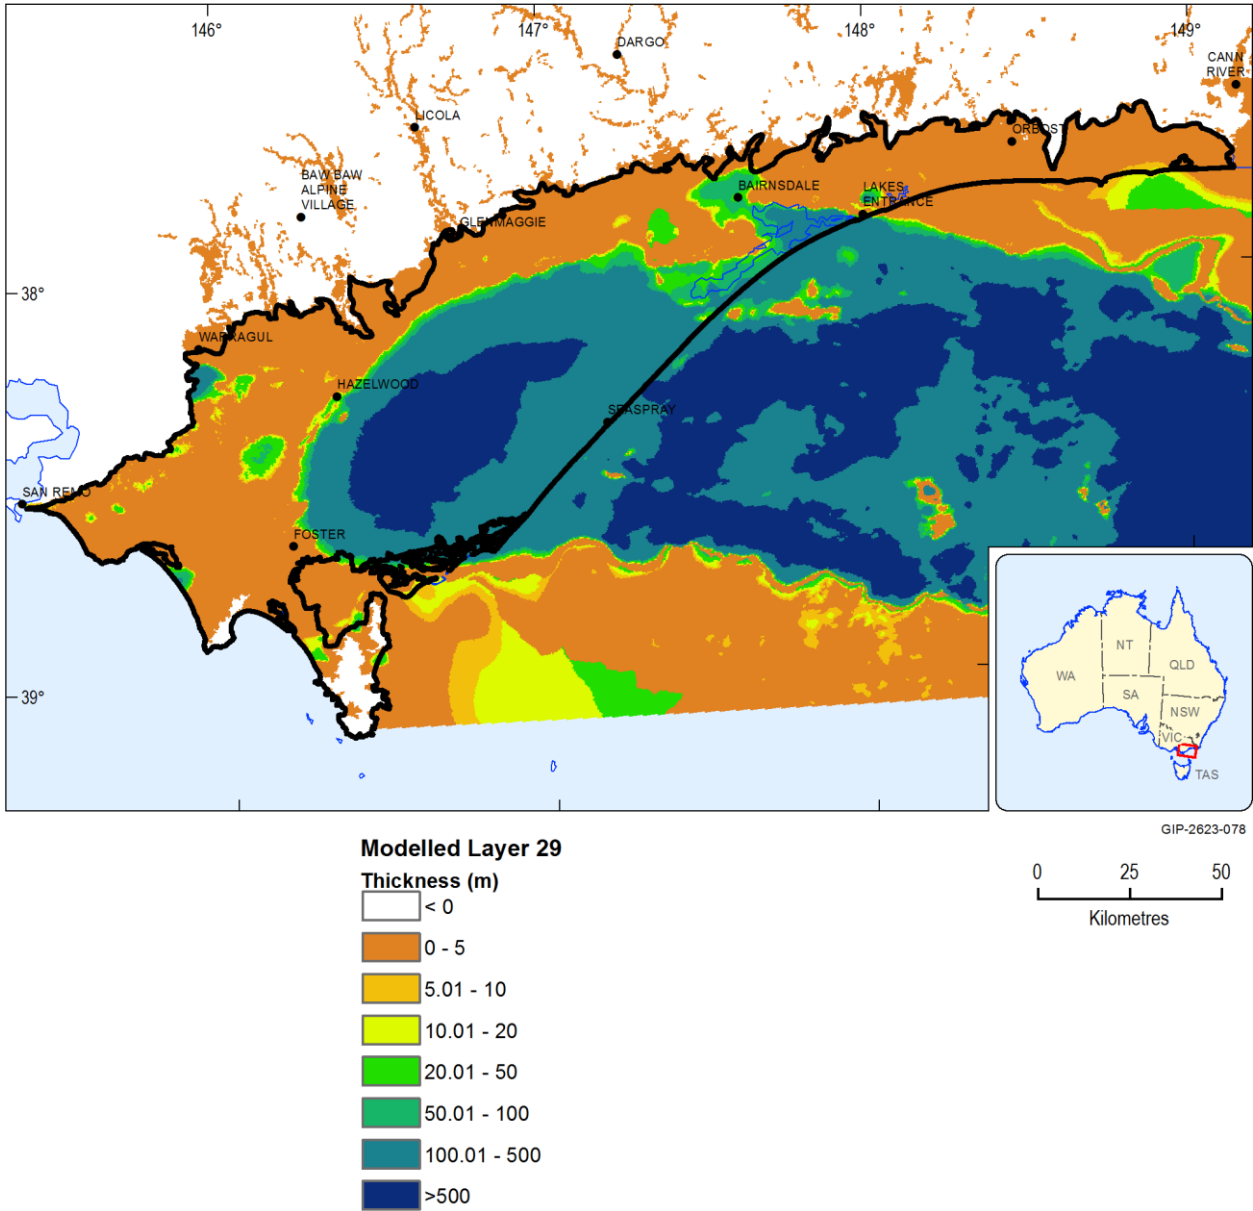 146°
147°
148°
149°
DARGO
CANN
RIVER
LICOLA
ORBOST
BAW BAW
ALPINE
VILLAGE
BAIRNSDALE
LAKES
ENTRANCE
GLENMAGGIE
38°
WARRAGUL
HAZELWOOD
SEASPRAY
SAN REMO
FOSTER
39°
NT
QLD
WA
SA
NSW
VIC
TAS
GIP-2623-078
Modelled Layer 29
Thickness (m)
< 0
0 - 5
5.01 - 10
10.01 - 20
20.01 - 50
50.01 - 100
100.01 - 500
>500
0 25 50
Kilometres